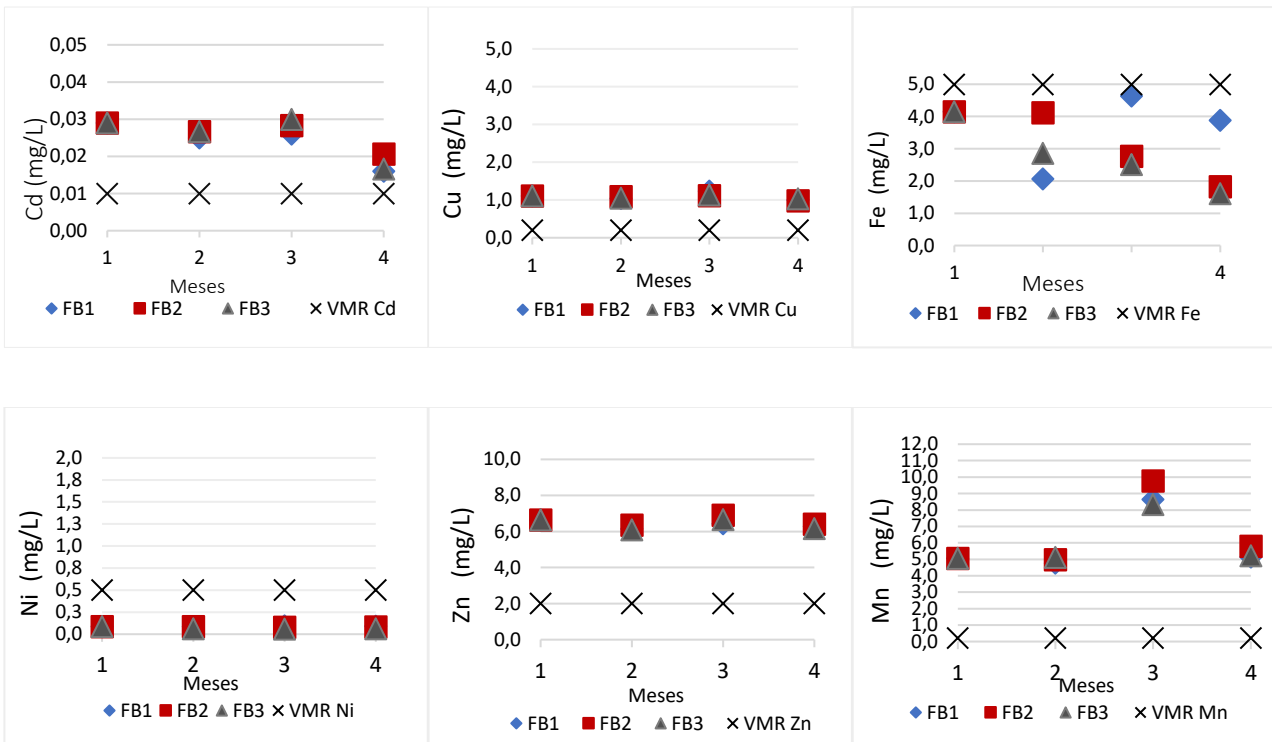 0,05
0,04
0,03
0,02
0,01
0,00
Cd (mg/L)
1 2 3 4
Meses
FB1 FB2 FB3 VMR Cd
5,0
4,0
3,0
2,0
1,0
0,0
Cu (mg/L)
1 2 3 4
Meses
FB1 FB2 FB3 VMR Cu
5,0
4,0
3,0
2,0
1,0
0,0
Fe (mg/L)
1 4
Meses
FB1 FB2 FB3 VMR Fe
2,0
1,8
1,5
1,3
1,0
0,8
0,5
0,3
0,0
Ni (mg/L)
1 2 3 4
Meses
FB1 FB2 FB3 VMR Ni
10,0
8,0
6,0
4,0
2,0
0,0
Zn (mg/L)
1 2 3 4
Meses
FB1 FB2 FB3 VMR Zn
12,0
11,0
10,0
9,0
8,0
7,0
6,0
5,0
4,0
3,0
2,0
1,0
0,0
Mn (mg/L)
1 2 3 4
Meses
FB1 FB2 FB3 VMR Mn